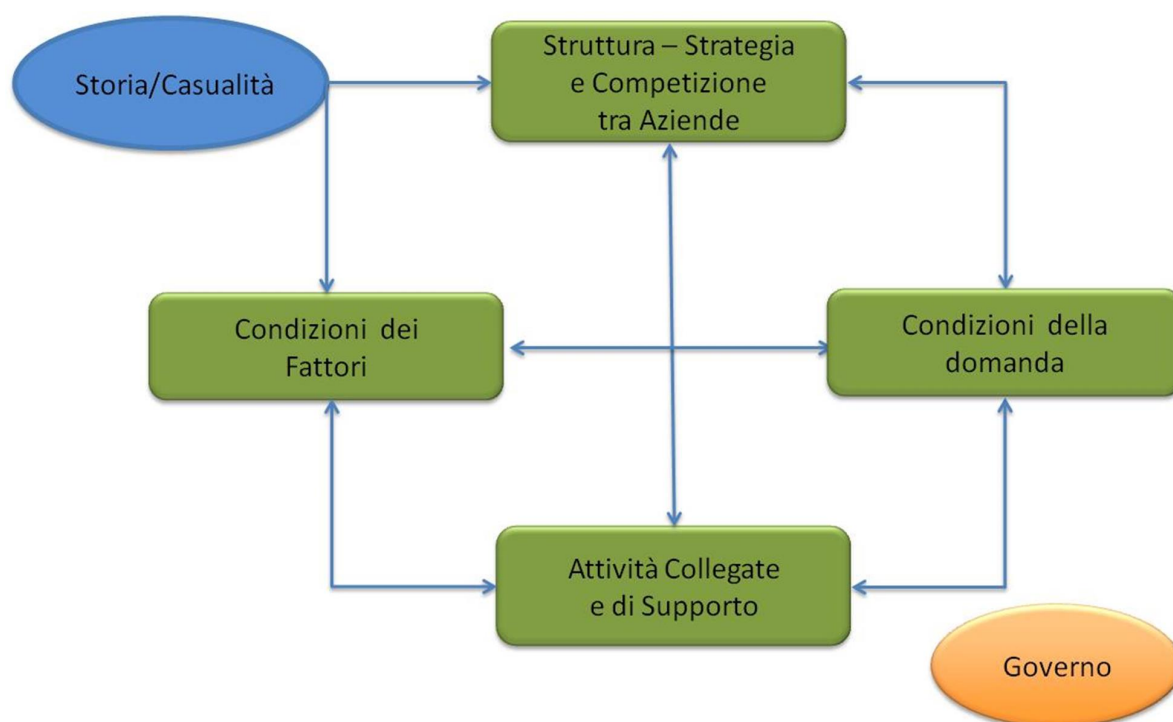 Storia/Casualità
Struttura – Strategia
e Competizione
tra Aziende
Condizioni dei
Fattori
Condizioni della
domanda
Attività Collegate
e di Supporto
Governo